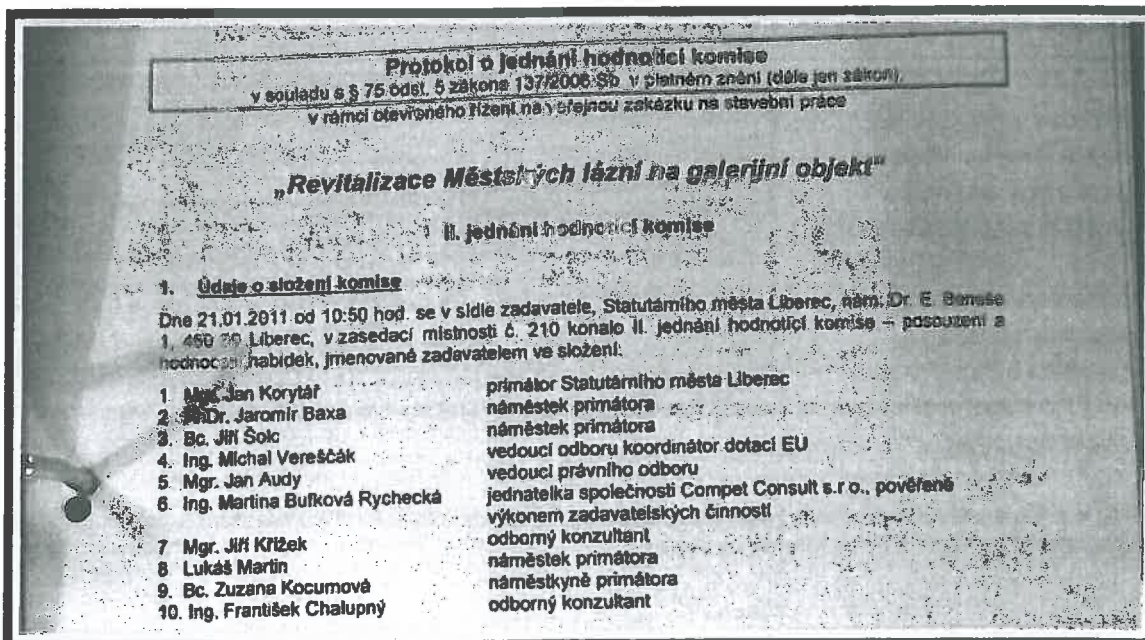 Protokol o jednání hodnotící komise
v souladu s § 75 odst. 5 zákona 137/2006 Sb. v platném znění (dále jen zákon),
v rámci otevřeného řízení na veřejnou zakázku na stavební práce
„Revitalizace Městských lázní na galerijní objekt“
II. jednání hodnotící komise
1. Údaje o složení komise
Dne 21.01.2011 od 10:50 hod. se v sídle zadavatele, Statutárního města Liberec, nám. Dr. E. Beneše
1, 460 Liberec, v zasedací místnosti č. 210 konalo II. jednání hodnotící komise – posouzení a
hodnocení nabídek, jmenované zadavatelem ve složení:
1 Mgr. Jan Korytář primátor Statutárního města Liberec
2 PhDr. Jaromír Baxa náměstek primátora
3. Bc. Jiří Šolc náměstek primátora
4. Ing. Michal Vereščák vedoucí odboru koordinátor dotací EU
5. Mgr. Jan Audy vedoucí právního odboru
6. Ing. Martina Bufková Rychecká jednatelka společnosti Compet Consult s.r o., pověřené
výkonem zadavatelských činností
7 Mgr. Jiří Křížek odborný konzultant
8 Lukáš Martin náměstek primátora
9. Bc. Zuzana Kocumová náměstkyně primátora
10. Ing. František Chalupný odborný konzultant